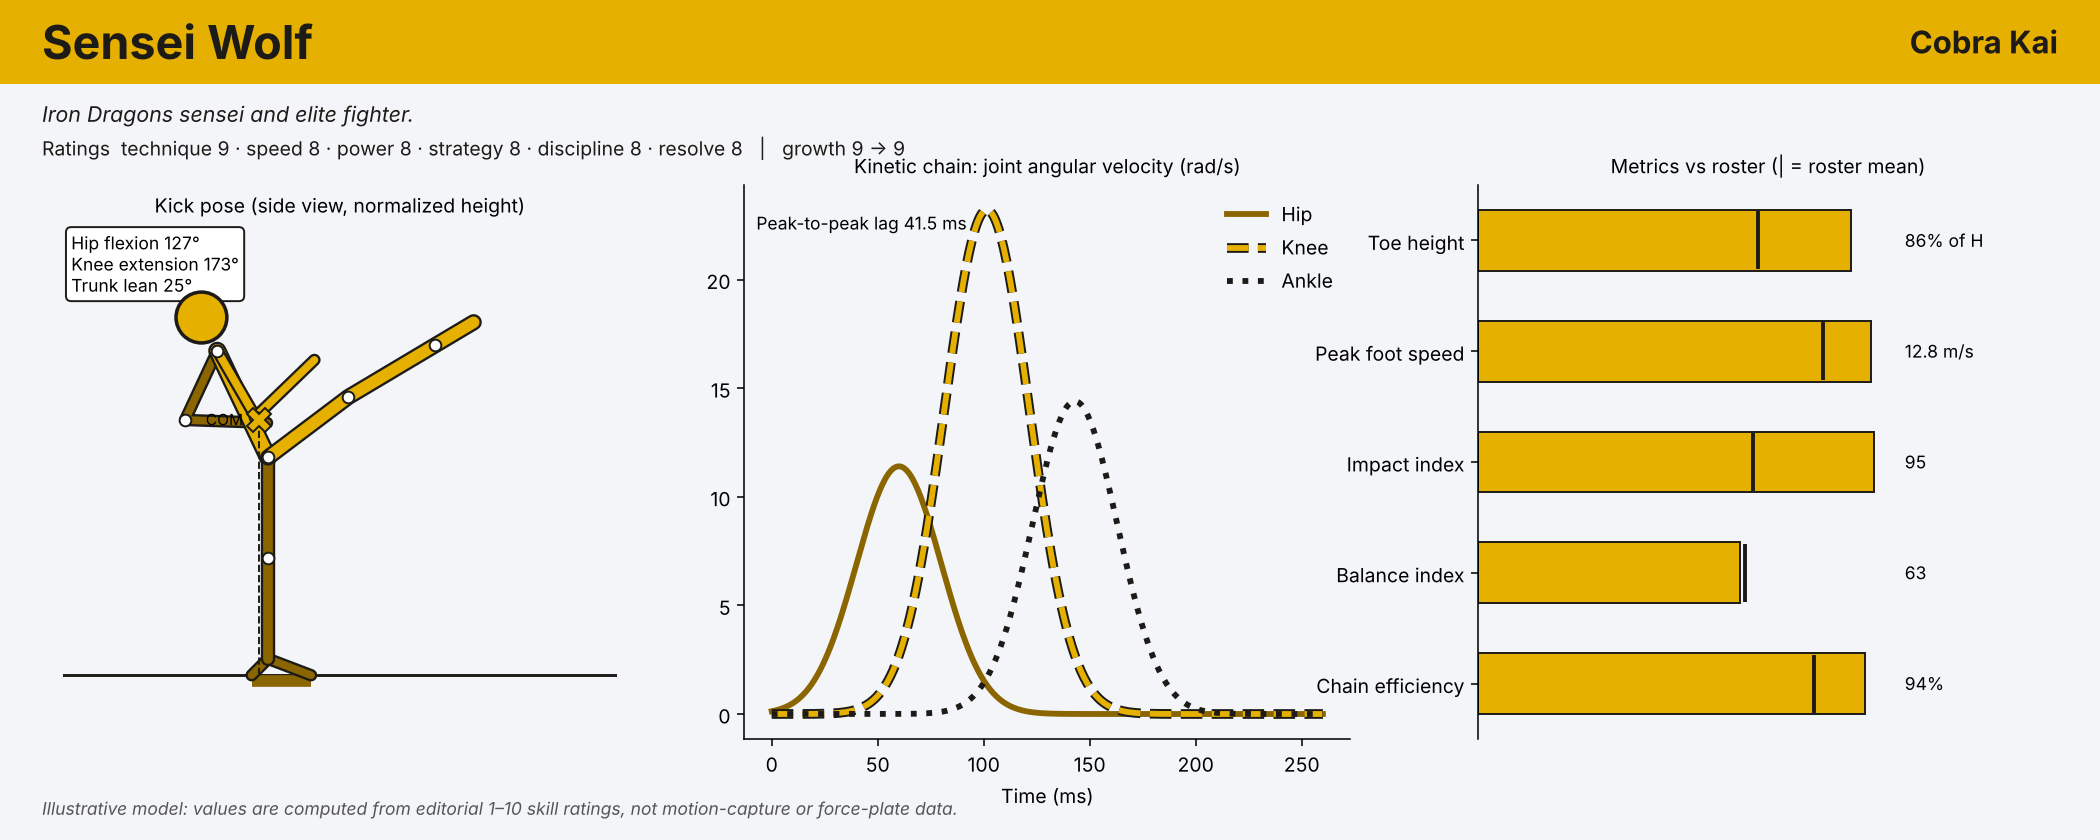 Sensei Wolf
Cobra Kai
Iron Dragons sensei and elite fighter.
Ratings  technique 9 · speed 8 · power 8 · strategy 8 · discipline 8 · resolve 8  |  growth 9 → 9
Kick pose (side view, normalized height)
Hip flexion 127°
Knee extension 173°
Trunk lean 25°
COM
Kinetic chain: joint angular velocity (rad/s)
Peak-to-peak lag 41.5 ms
Hip
Knee
Ankle
20
15
10
5
0
0 50 100 150 200 250
Time (ms)
Metrics vs roster (| = roster mean)
Toe height 86% of H
Peak foot speed 12.8 m/s
Impact index 95
Balance index 63
Chain efficiency 94%
Illustrative model: values are computed from editorial 1–10 skill ratings, not motion-capture or force-plate data.